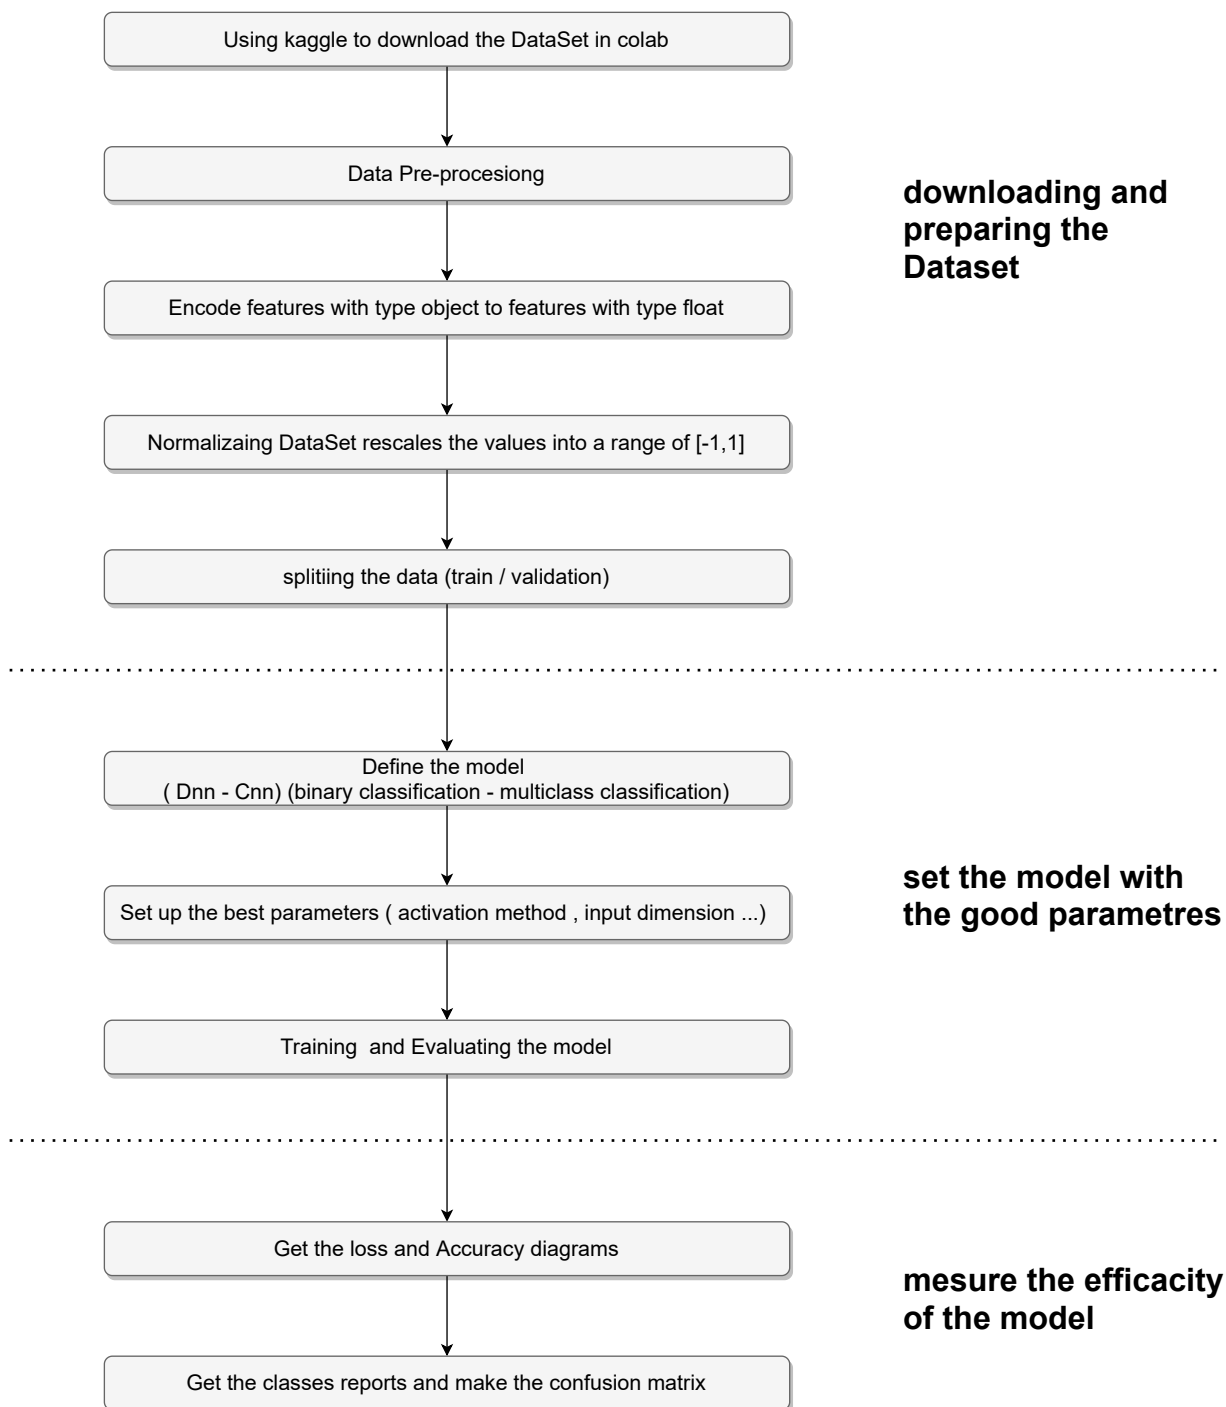 Using kaggle to download the DataSet in colab
Data Pre-procesiong
downloading and
preparing the
Dataset
Encode features with type object to features with type float
Normalizaing DataSet rescales the values into a range of [-1,1]
splitiing the data (train / validation)
Define the model
( Dnn - Cnn) (binary classification - multiclass classification)
set the model with
the good parametres
Set up the best parameters ( activation method , input dimension ...)
Training  and Evaluating the model
Get the loss and Accuracy diagrams
mesure the efficacity
of the model
Get the classes reports and make the confusion matrix